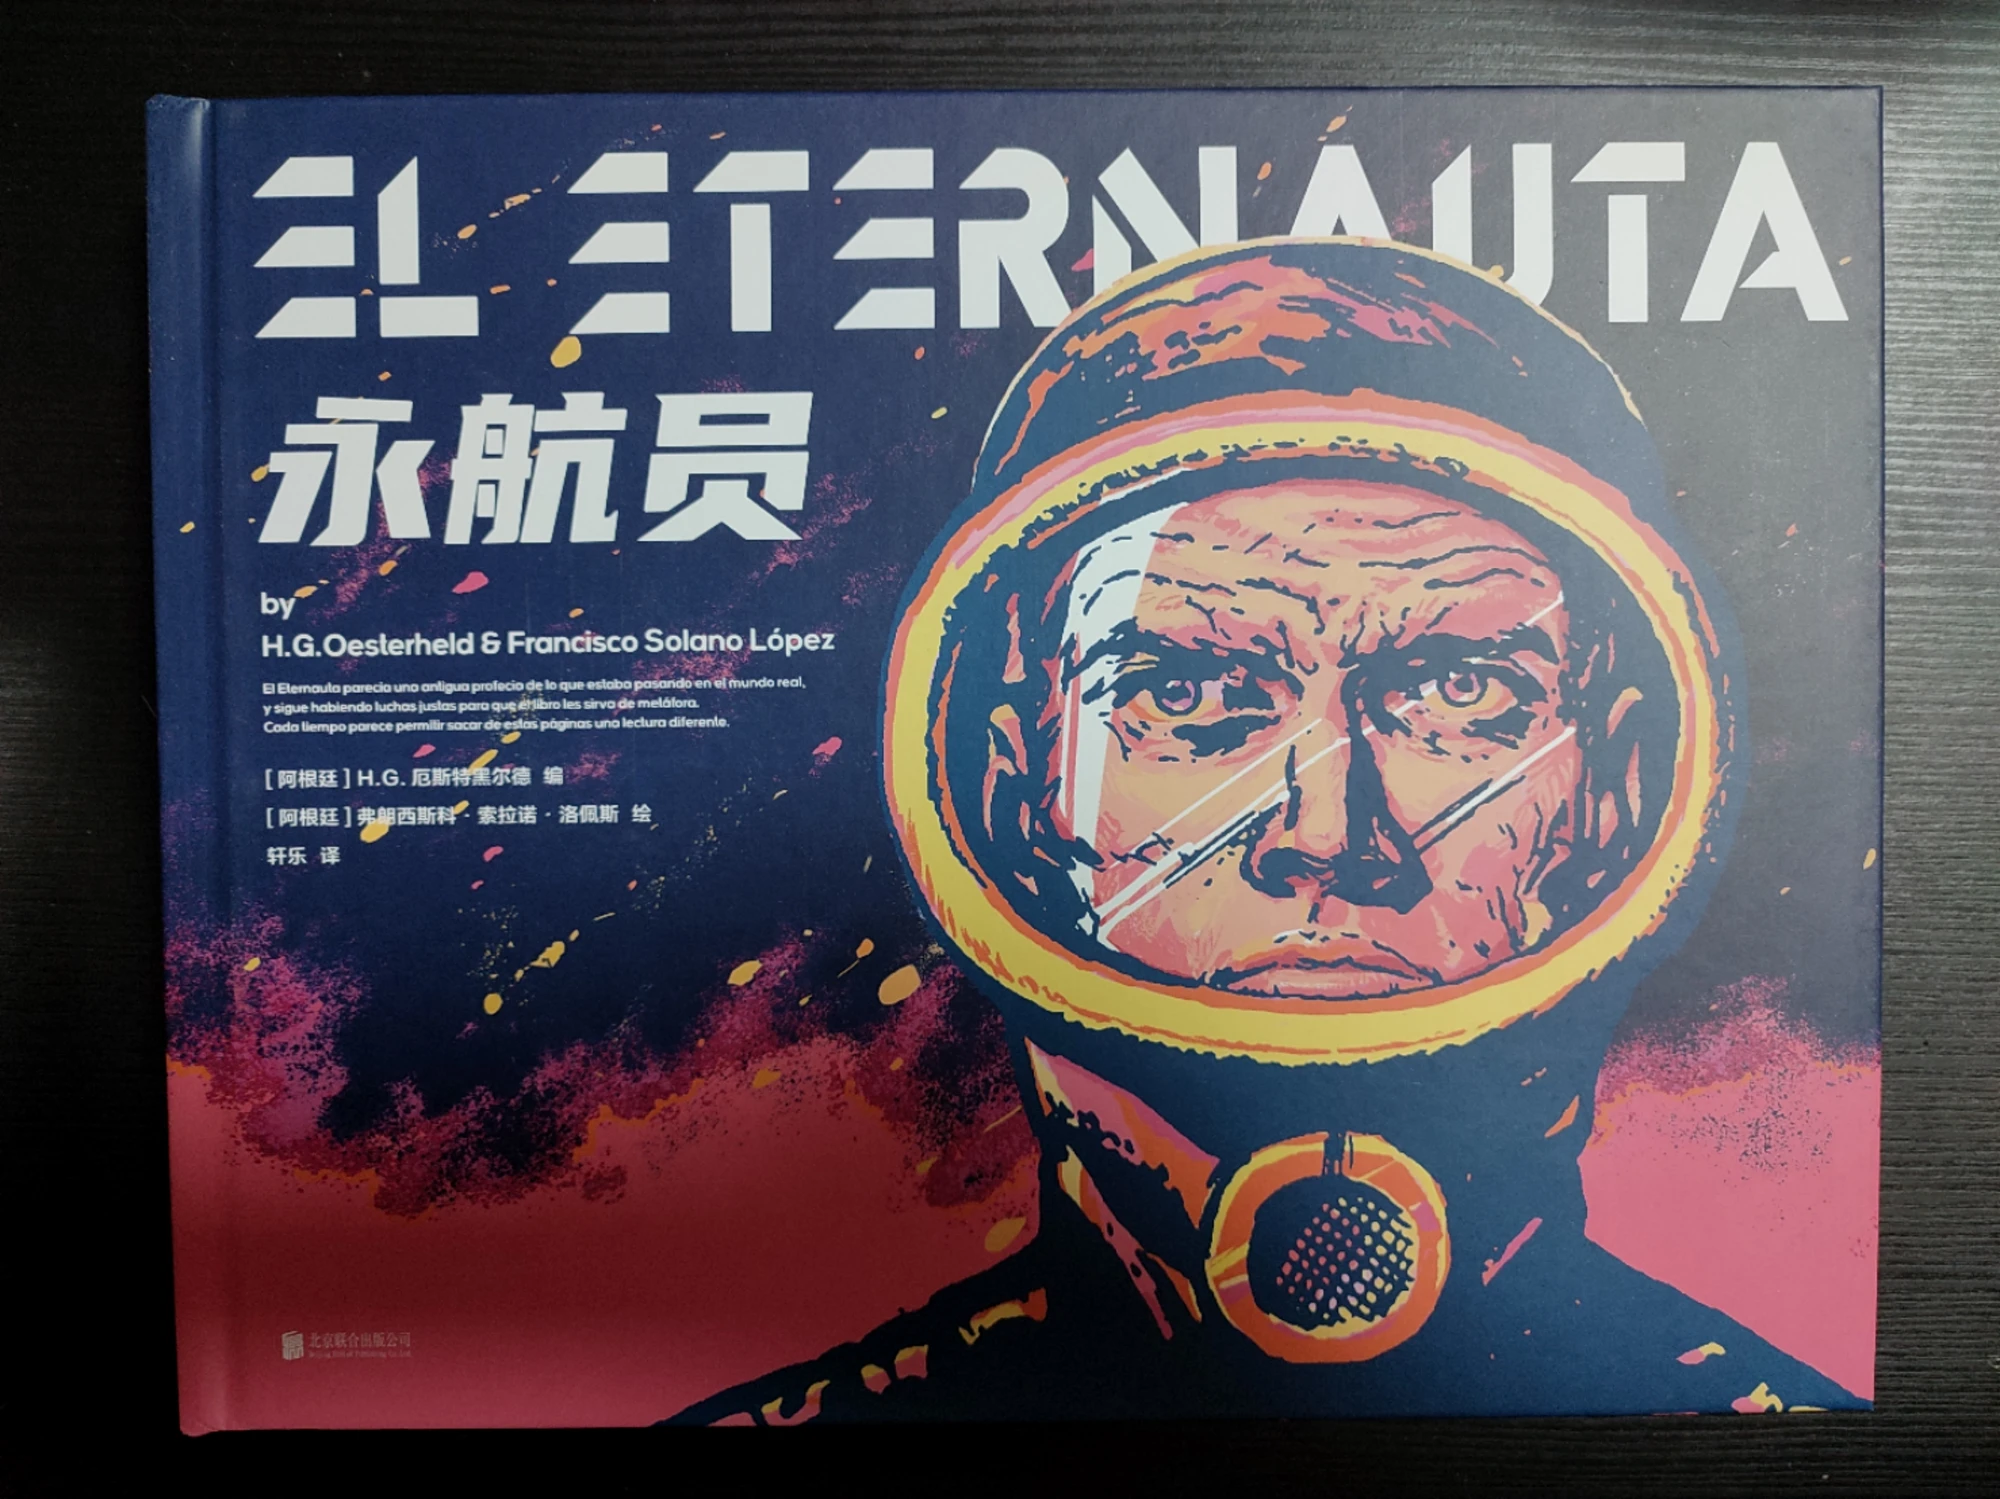 EL ETERNAUTA
永航员
by
H.G.Oesterheld & Francisco Solano López
El Eternauta parecía una antigua profecía de lo que estaba pasando en el mundo real,
y sigue habiendo luchas justas para que el libro les sirva de metáfora.
Cada tiempo parece permitir sacar de estas páginas una lectura diferente.
[ 阿根廷 ] H.G. 厄斯特黑尔德 编
[ 阿根廷 ] 弗朗西斯科 · 索拉诺 · 洛佩斯 绘
轩乐 译
北京联合出版公司